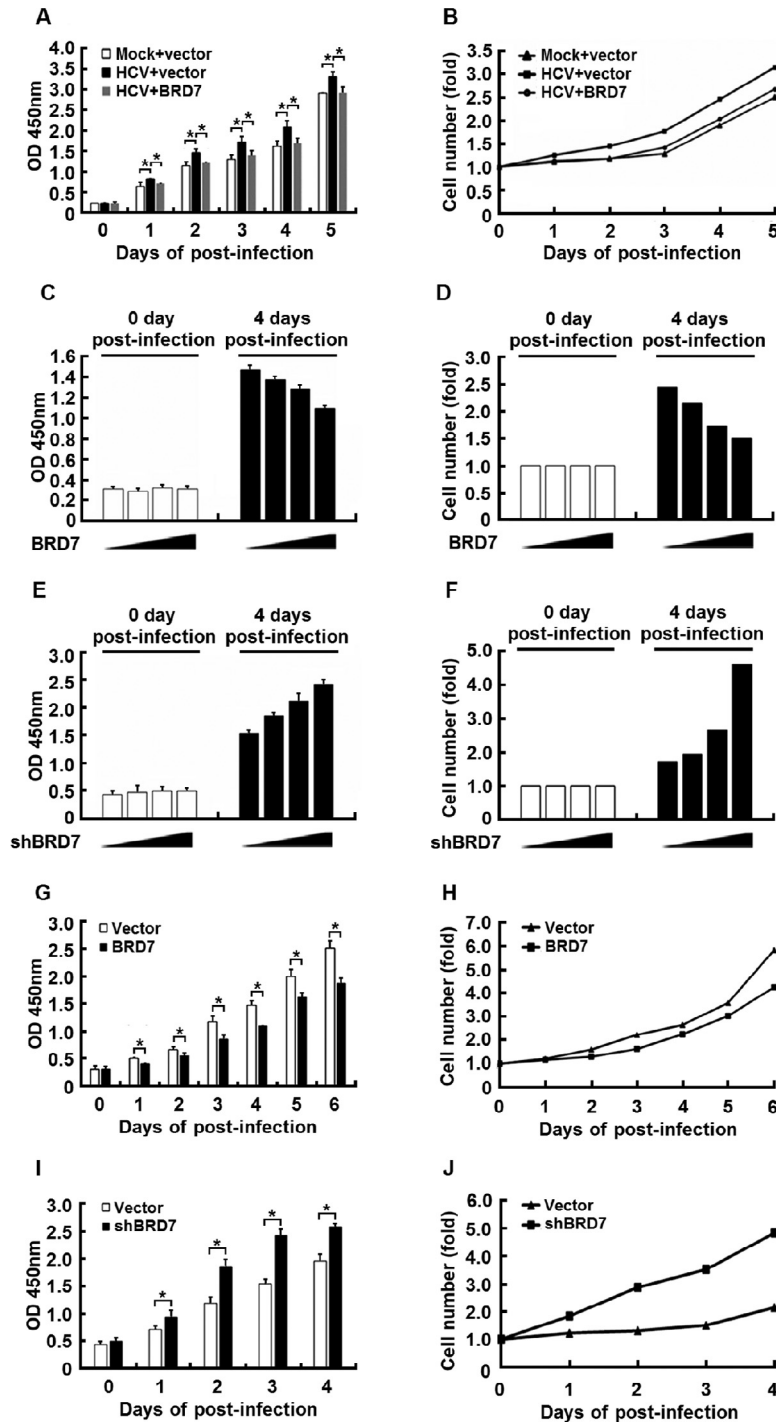 A
OD 450nm
4.0
3.5
3.0
2.5
2.0
1.5
1.0
0.5
0
Mock+vector
HCV+vector
HCV+BRD7
* * * * * * * * * *
0 1 2 3 4 5
Days of post-infection
B
Cell number (fold)
3.5
3.0
2.5
2.0
1.5
1.0
0.5
0
Mock+vector
HCV+vector
HCV+BRD7
0 1 2 3 4 5
Days of post-infection
C
0 day
post-infection
4 days
post-infection
OD 450nm
1.6
1.4
1.2
1.0
0.8
0.6
0.4
0.2
0
BRD7
D
0 day
post-infection
4 days
post-infection
Cell number (fold)
3.0
2.5
2.0
1.5
1.0
0.5
0
BRD7
E
0 day
post-infection
4 days
post-infection
OD 450nm
3.0
2.5
2.0
1.5
1.0
0.5
0
shBRD7
F
0 day
post-infection
4 days
post-infection
Cell number (fold)
5.0
4.0
3.0
2.0
1.0
0
shBRD7
G
OD 450nm
3.0
2.5
2.0
1.5
1.0
0.5
0
Vector
BRD7
* * * * * *
0 1 2 3 4 5 6
Days of post-infection
H
Cell number (fold)
7.0
6.0
5.0
4.0
3.0
2.0
1.0
0
Vector
BRD7
0 1 2 3 4 5 6
Days of post-infection
I
OD 450nm
3.0
2.5
2.0
1.5
1.0
0.5
0
Vector
shBRD7
* * * *
0 1 2 3 4
Days of post-infection
J
Cell number (fold)
6.0
5.0
4.0
3.0
2.0
1.0
0
Vector
shBRD7
0 1 2 3 4
Days of post-infection